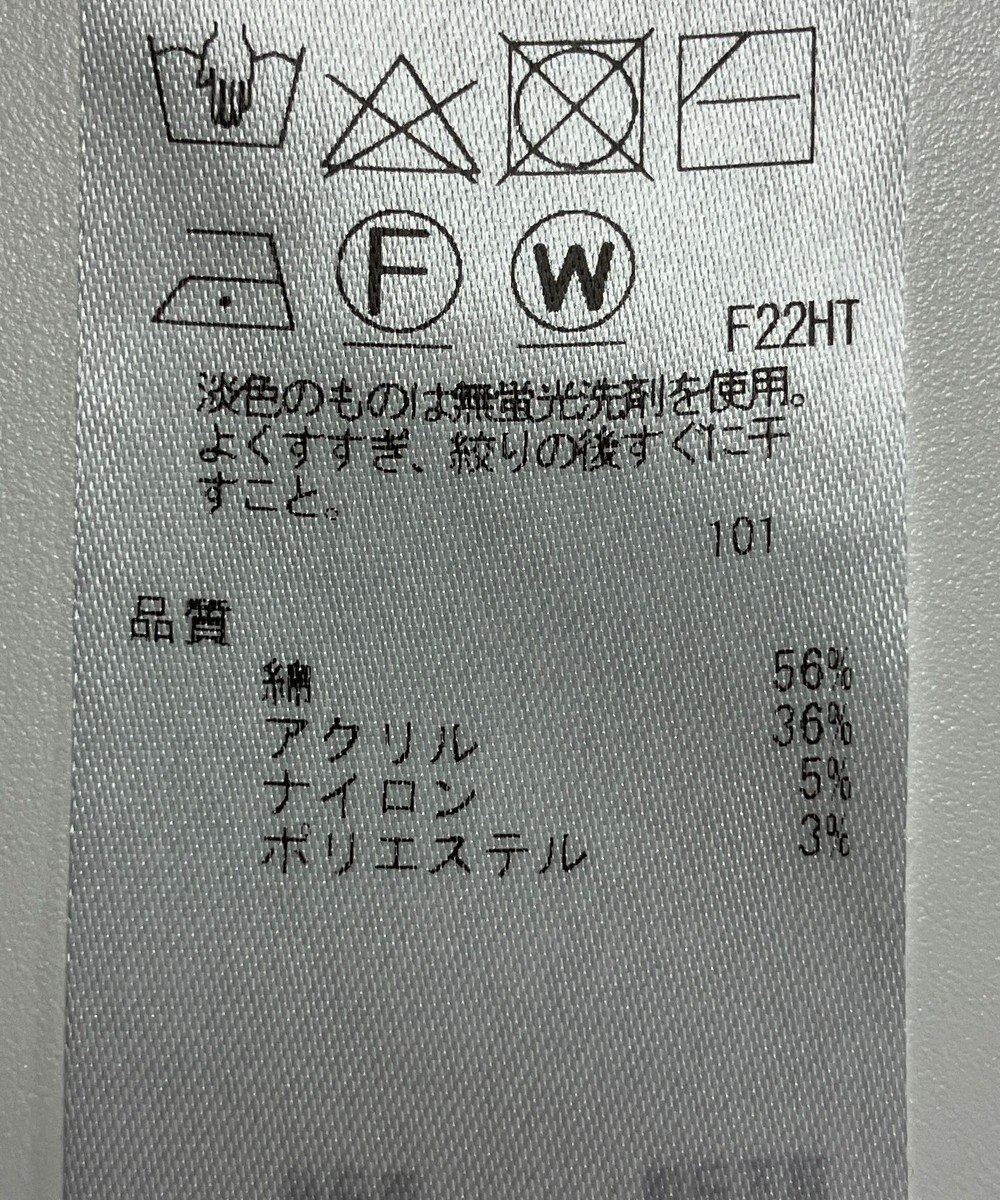 F
W
F22HT
淡色のものは無蛍光洗剤を使用。
よくすすぎ、絞りの後すぐに干
すこと。
101
品質
綿 56%
アクリル 36%
ナイロン 5%
ポリエステル 3%